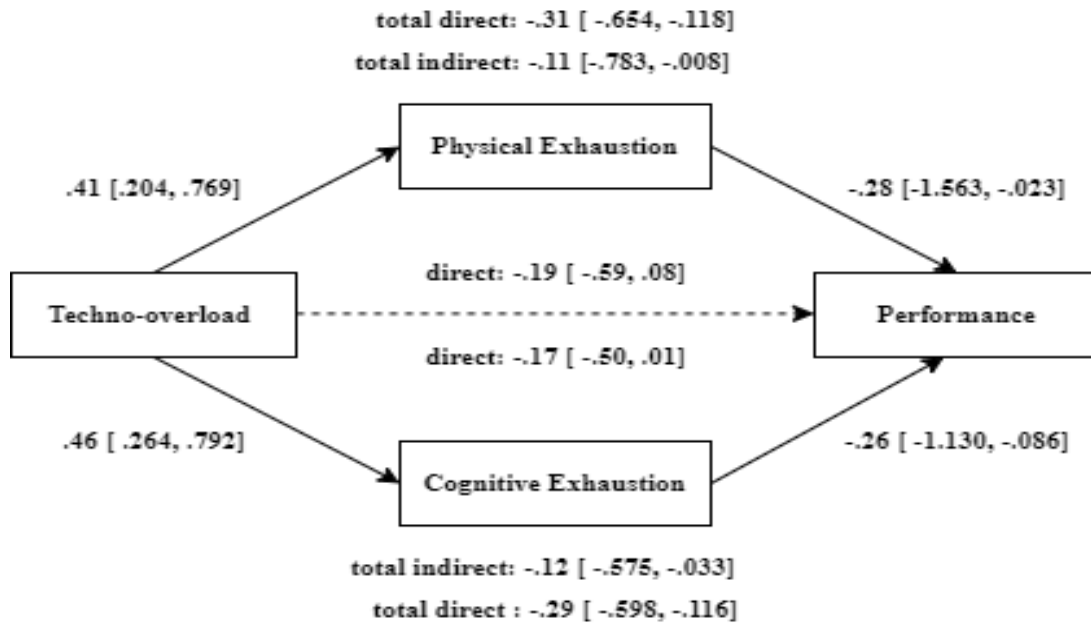 total direct: -.31 [ -.654, -.118]
total indirect: -.11 [-.783, -.008]
Physical Exhaustion
.41 [.204, .769]
-.28 [-1.563, -.023]
direct: -.19 [ -.59, .08]
Techno-overload
Performance
direct: -.17 [ -.50, .01]
.46 [ .264, .792]
-.26 [ -1.130, -.086]
Cognitive Exhaustion
total indirect: -.12 [ -.575, -.033]
total direct : -.29 [ -.598, -.116]